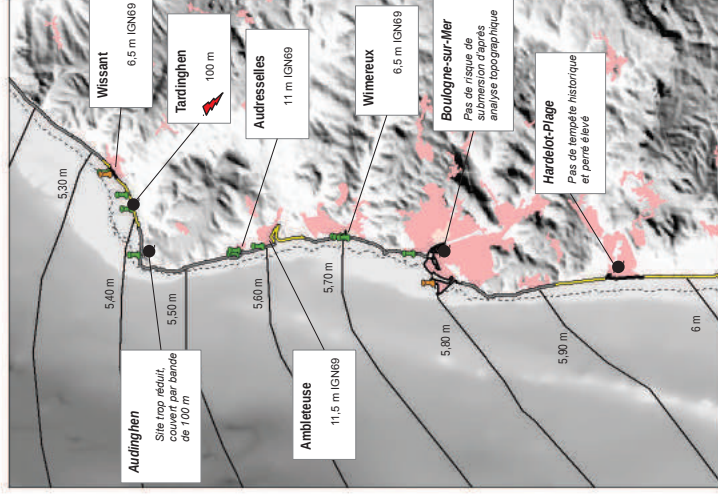 Wissant
6,5 m IGN69
Tardinghen
100 m
Audresselles
11 m IGN69
Wimereux
6,5 m IGN69
Boulogne-sur-Mer
Pas de risque de
submersion d'après
analyse topographique
Hardelot-Plage
Pas de tempête historique
et perré élevé
5,30 m
5,40 m
5,50 m
5,60 m
5,70 m
5,80 m
5,90 m
6 m
Audinghen
Site trop réduit,
couvert par bande
de 100 m
Ambleteuse
11,5 m IGN69